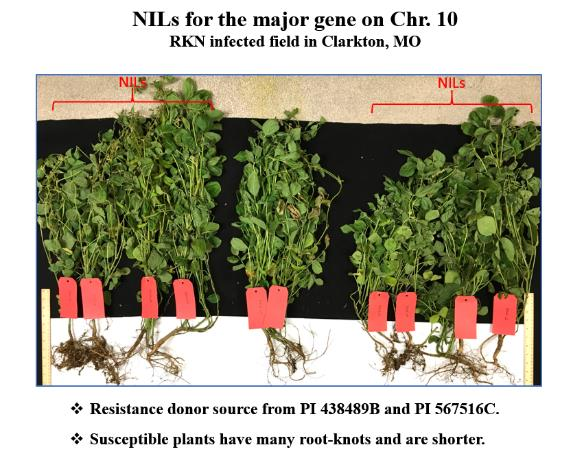 NILs for the major gene on Chr. 10
RKN infected field in Clarkton, MO
NILs
NILs
❖ Resistance donor source from PI 438489B and PI 567516C.
❖ Susceptible plants have many root-knots and are shorter.